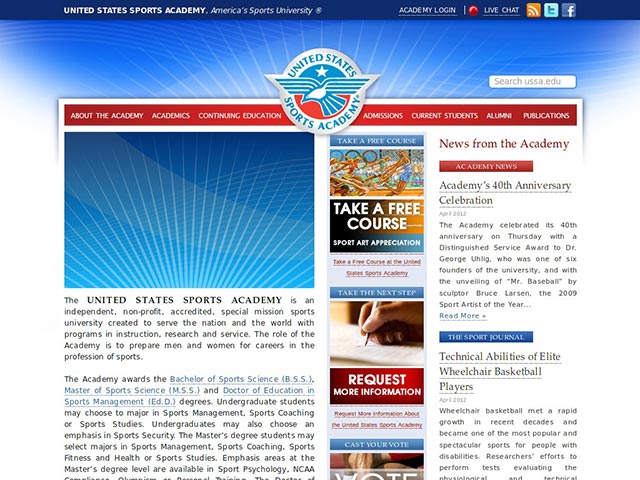 UNITED STATES SPORTS ACADEMY, America's Sports University ®
ACADEMY LOGIN | LIVE CHAT
UNITED STATES
SPORTS ACADEMY
Search ussa.edu
ABOUT THE ACADEMY ACADEMICS CONTINUING EDUCATION ADMISSIONS CURRENT STUDENTS ALUMNI PUBLICATIONS
The UNITED STATES SPORTS ACADEMY is an
independent, non-profit, accredited, special mission sports
university created to serve the nation and the world with
programs in instruction, research and service. The role of the
Academy is to prepare men and women for careers in the
profession of sports.
The Academy awards the Bachelor of Sports Science (B.S.S.),
Master of Sports Science (M.S.S.) and Doctor of Education in
Sports Management (Ed.D.) degrees. Undergraduate students
may choose to major in Sports Management, Sports Coaching
or Sports Studies. Undergraduates may also choose an
emphasis in Sports Security. The Master's degree students may
select majors in Sports Management, Sports Coaching, Sports
Fitness and Health or Sports Studies. Emphasis areas at the
Master's degree level are available in Sport Psychology, NCAA
Compliance, Olympism or Personal Training. The Doctor of
TAKE A FREE COURSE
TAKE A FREE
COURSE
SPORT ART APPRECIATION
Take a Free Course at the United
States Sports Academy
TAKE THE NEXT STEP
REQUEST
MORE INFORMATION
Request More Information About
the United States Sports Academy
CAST YOUR VOTE
VOTE
News from the Academy
ACADEMY NEWS
Academy's 40th Anniversary
Celebration
April 2012
The Academy celebrated its 40th
anniversary on Thursday with a
Distinguished Service Award to Dr.
George Uhlig, who was one of six
founders of the university, and with
the unveiling of "Mr. Baseball" by
sculptor Bruce Larsen, the 2009
Sport Artist of the Year...
Read More »
THE SPORT JOURNAL
Technical Abilities of Elite
Wheelchair Basketball
Players
April 2012
Wheelchair basketball met a rapid
growth in recent decades and
became one of the most popular and
spectacular sports for people with
disabilities. Researchers' efforts to
perform tests evaluating the
physiological and technical